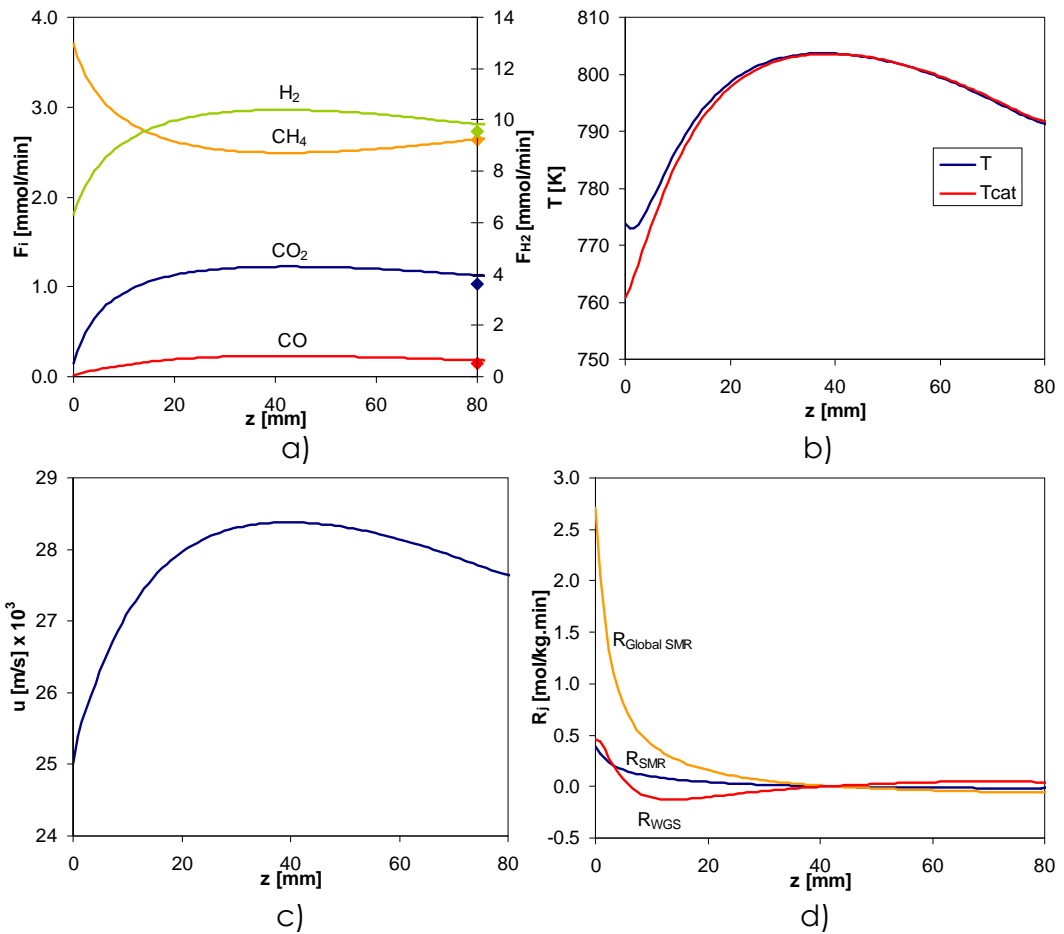 4.0
3.0
2.0
1.0
0.0
Fi [mmol/min]
14
12
10
8
6
4
2
0
FH2 [mmol/min]
H2
CH4
CO2
CO
0 20 40 60 80
z [mm]
a)
810
800
790
780
770
760
750
T [K]
T
Tcat
0 20 40 60 80
z [mm]
b)
29
28
27
26
25
24
u [m/s] x 10³
0 20 40 60 80
z [mm]
c)
3.0
2.5
2.0
1.5
1.0
0.5
0.0
-0.5
Rj [mol/kg.min]
RGlobal SMR
RSMR
RWGS
0 20 40 60 80
z [mm]
d)